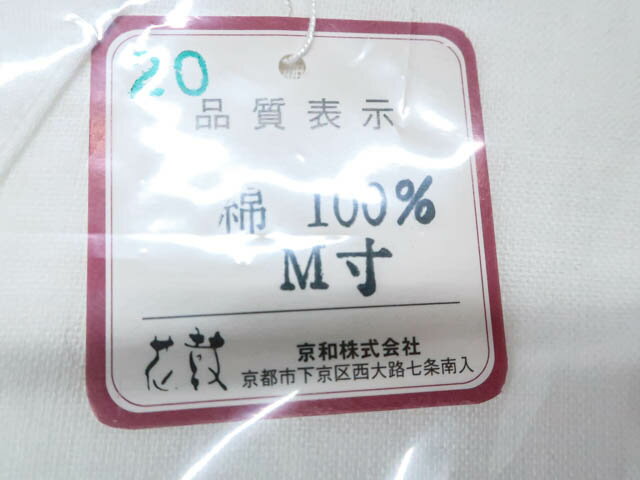 20
品質表示
綿 100%
M寸
花鼓
京和株式会社
京都市下京区西大路七条南入